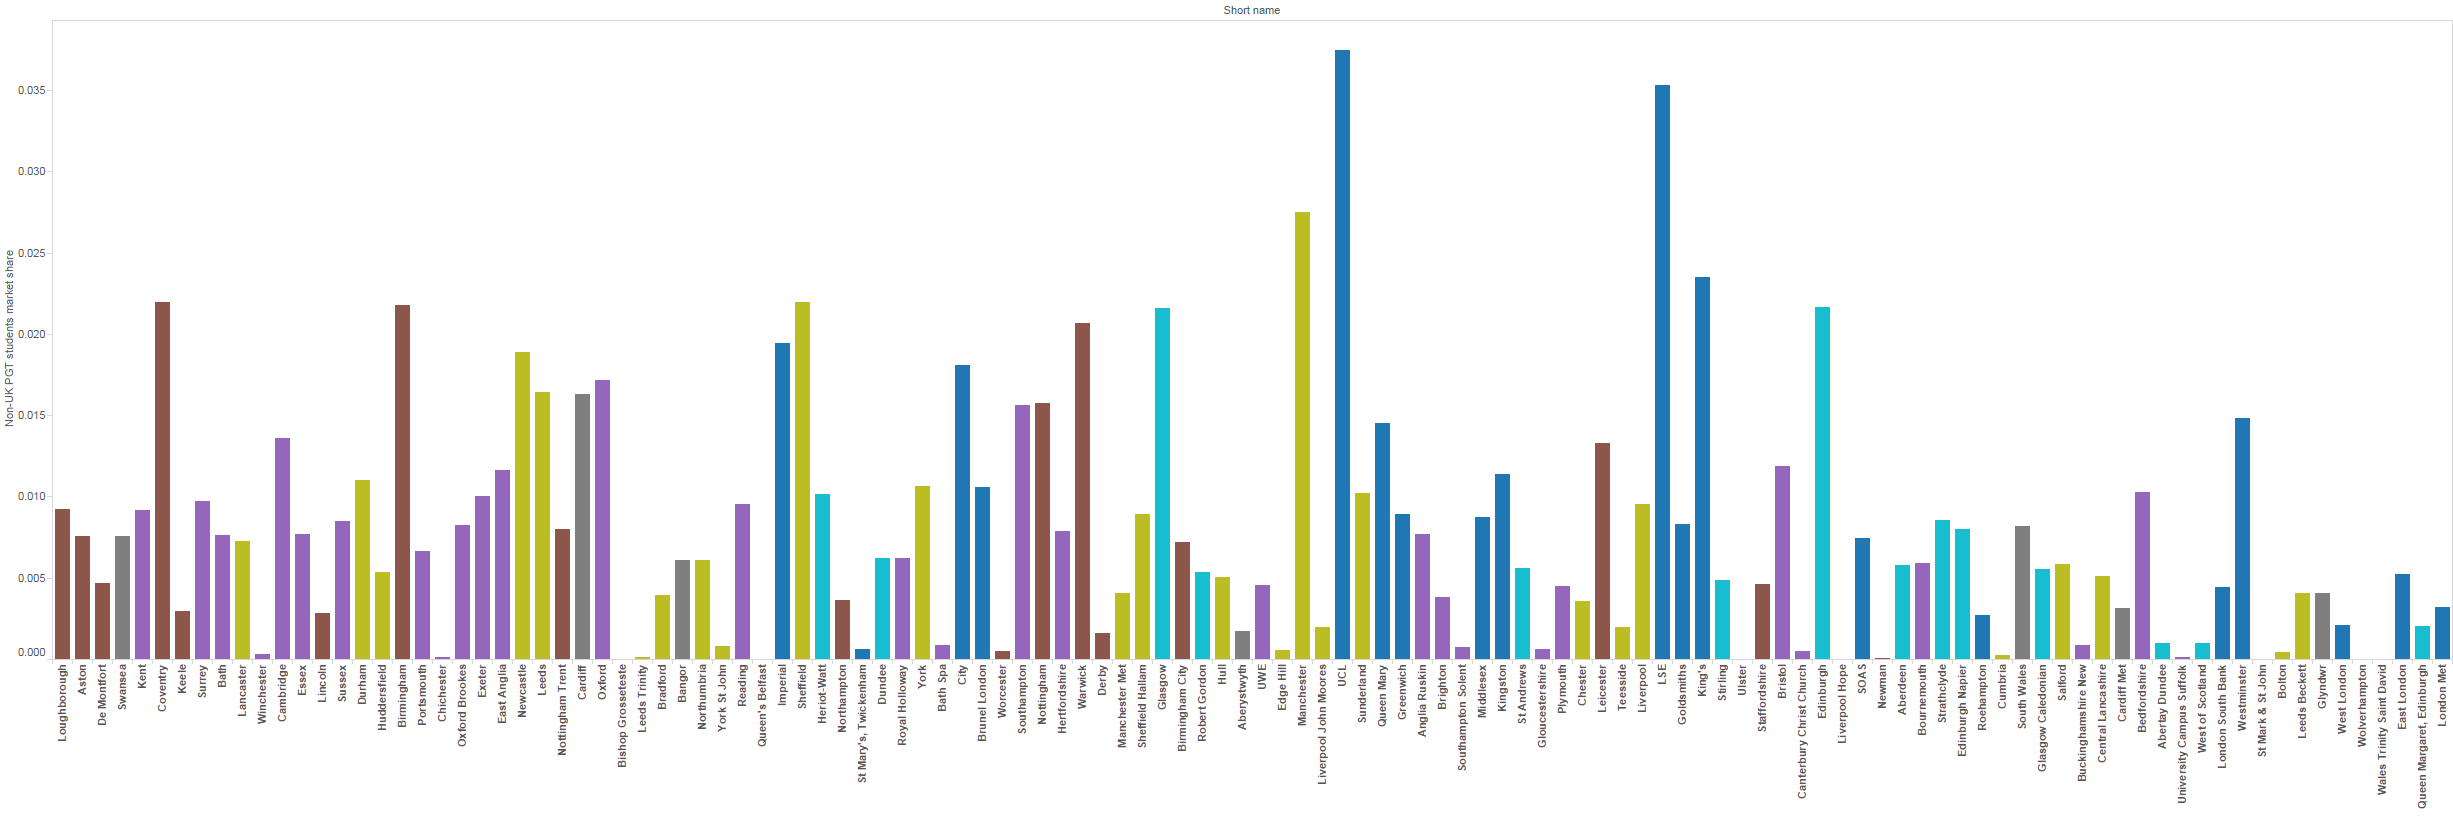 Short name
Non-UK PGT students market share
0.035
0.030
0.025
0.020
0.015
0.010
0.005
0.000
Loughborough
Aston
De Montfort
Swansea
Kent
Coventry
Keele
Surrey
Bath
Lancaster
Winchester
Cambridge
Essex
Lincoln
Sussex
Durham
Huddersfield
Birmingham
Portsmouth
Chichester
Oxford Brookes
Exeter
East Anglia
Newcastle
Leeds
Nottingham Trent
Cardiff
Oxford
Bishop Grosseteste
Leeds Trinity
Bradford
Bangor
Northumbria
York St John
Reading
Queen's Belfast
Imperial
Sheffield
Heriot-Watt
Northampton
St Mary's, Twickenham
Dundee
Royal Holloway
York
Bath Spa
City
Brunel London
Worcester
Southampton
Nottingham
Hertfordshire
Warwick
Derby
Manchester Met
Sheffield Hallam
Glasgow
Birmingham City
Robert Gordon
Hull
Aberystwyth
UWE
Edge Hill
Manchester
Liverpool John Moores
UCL
Sunderland
Queen Mary
Greenwich
Anglia Ruskin
Brighton
Southampton Solent
Middlesex
Kingston
St Andrews
Gloucestershire
Plymouth
Chester
Leicester
Teesside
Liverpool
LSE
Goldsmiths
King's
Stirling
Ulster
Staffordshire
Bristol
Canterbury Christ Church
Edinburgh
Liverpool Hope
SOAS
Newman
Aberdeen
Bournemouth
Strathclyde
Edinburgh Napier
Roehampton
Cumbria
South Wales
Glasgow Caledonian
Salford
Buckinghamshire New
Central Lancashire
Cardiff Met
Bedfordshire
Abertay Dundee
University Campus Suffolk
West of Scotland
London South Bank
Westminster
St Mark & St John
Bolton
Leeds Beckett
Glyndwr
West London
Wolverhampton
Wales Trinity Saint David
East London
Queen Margaret, Edinburgh
London Met